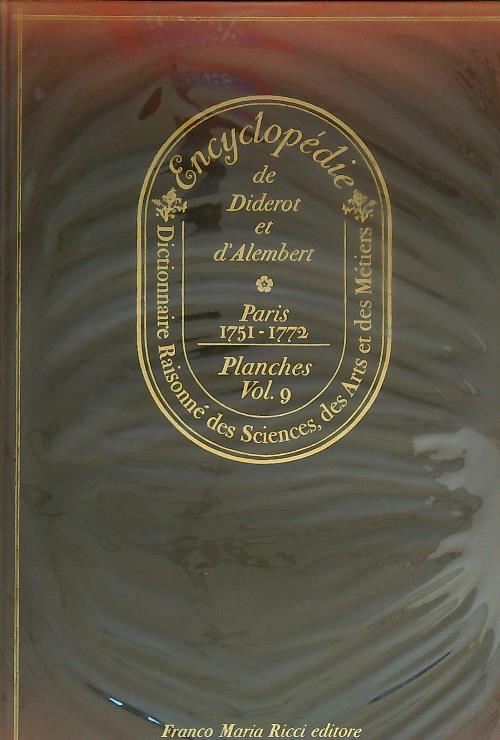 Encyclopédie
de
Diderot
et
d'Alembert
Paris
1751-1772
Planches
Vol. 9
Dictionnaire Raisonné des Sciences, des Arts et des Métiers
Franco Maria Ricci editore